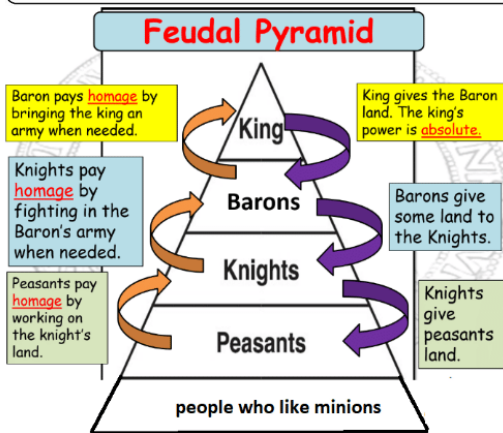 Feudal Pyramid
Baron pays homage by
bringing the king an
army when needed.
King gives the Baron
land. The king's
power is absolute.
King
Knights pay
homage by
fighting in the
Baron's army
when needed.
Barons
Barons give
some land to
the Knights.
Knights
Peasants pay
homage by
working on
the knight's
land.
Knights
give
peasants
land.
Peasants
people who like minions